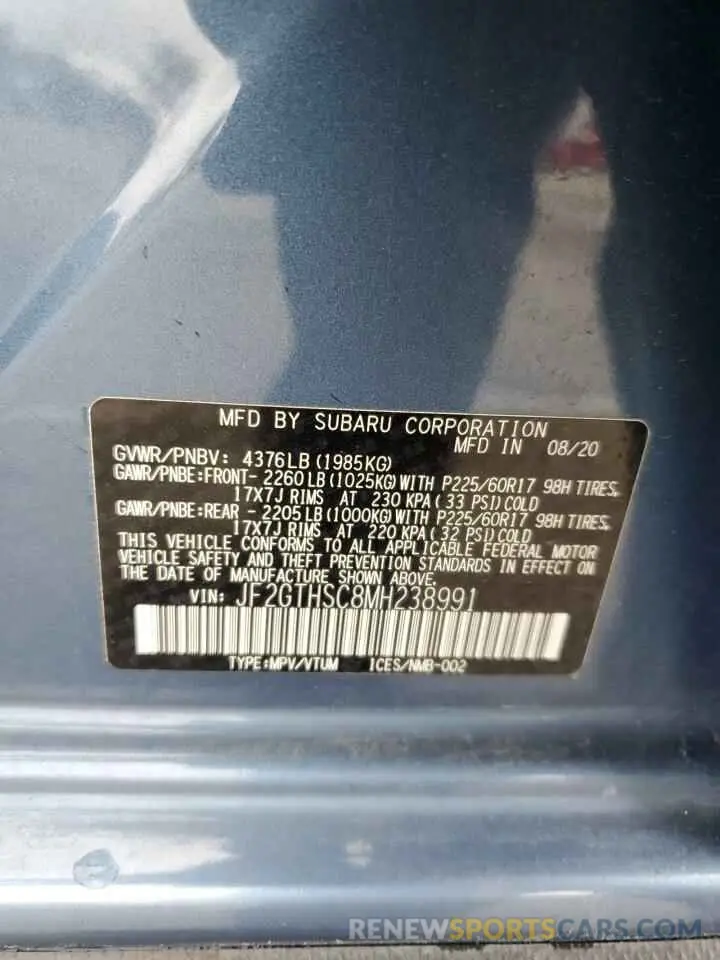 MFD BY SUBARU CORPORATION
MFD IN 08/20
GVWR/PNBV: 4376LB(1985KG)
GAWR/PNBE:FRONT- 2260LB(1025KG)WITH P225/60R17 98H TIRES,
17X7J RIMS AT 230 KPA(33 PSI)COLD
GAWR/PNBE:REAR - 2205LB(1000KG)WITH P225/60R17 98H TIRES,
17X7J RIMS AT 220 KPA(32 PSI)COLD
THIS VEHICLE CONFORMS TO ALL APPLICABLE FEDERAL MOTOR
VEHICLE SAFETY AND THEFT PREVENTION STANDARDS IN EFFECT ON
THE DATE OF MANUFACTURE SHOWN ABOVE.
VIN: JF2GTHSC8MH238991
TYPE:MPV/VTUM ICES/NMB-002
RENEWSPORTSCARS.COM